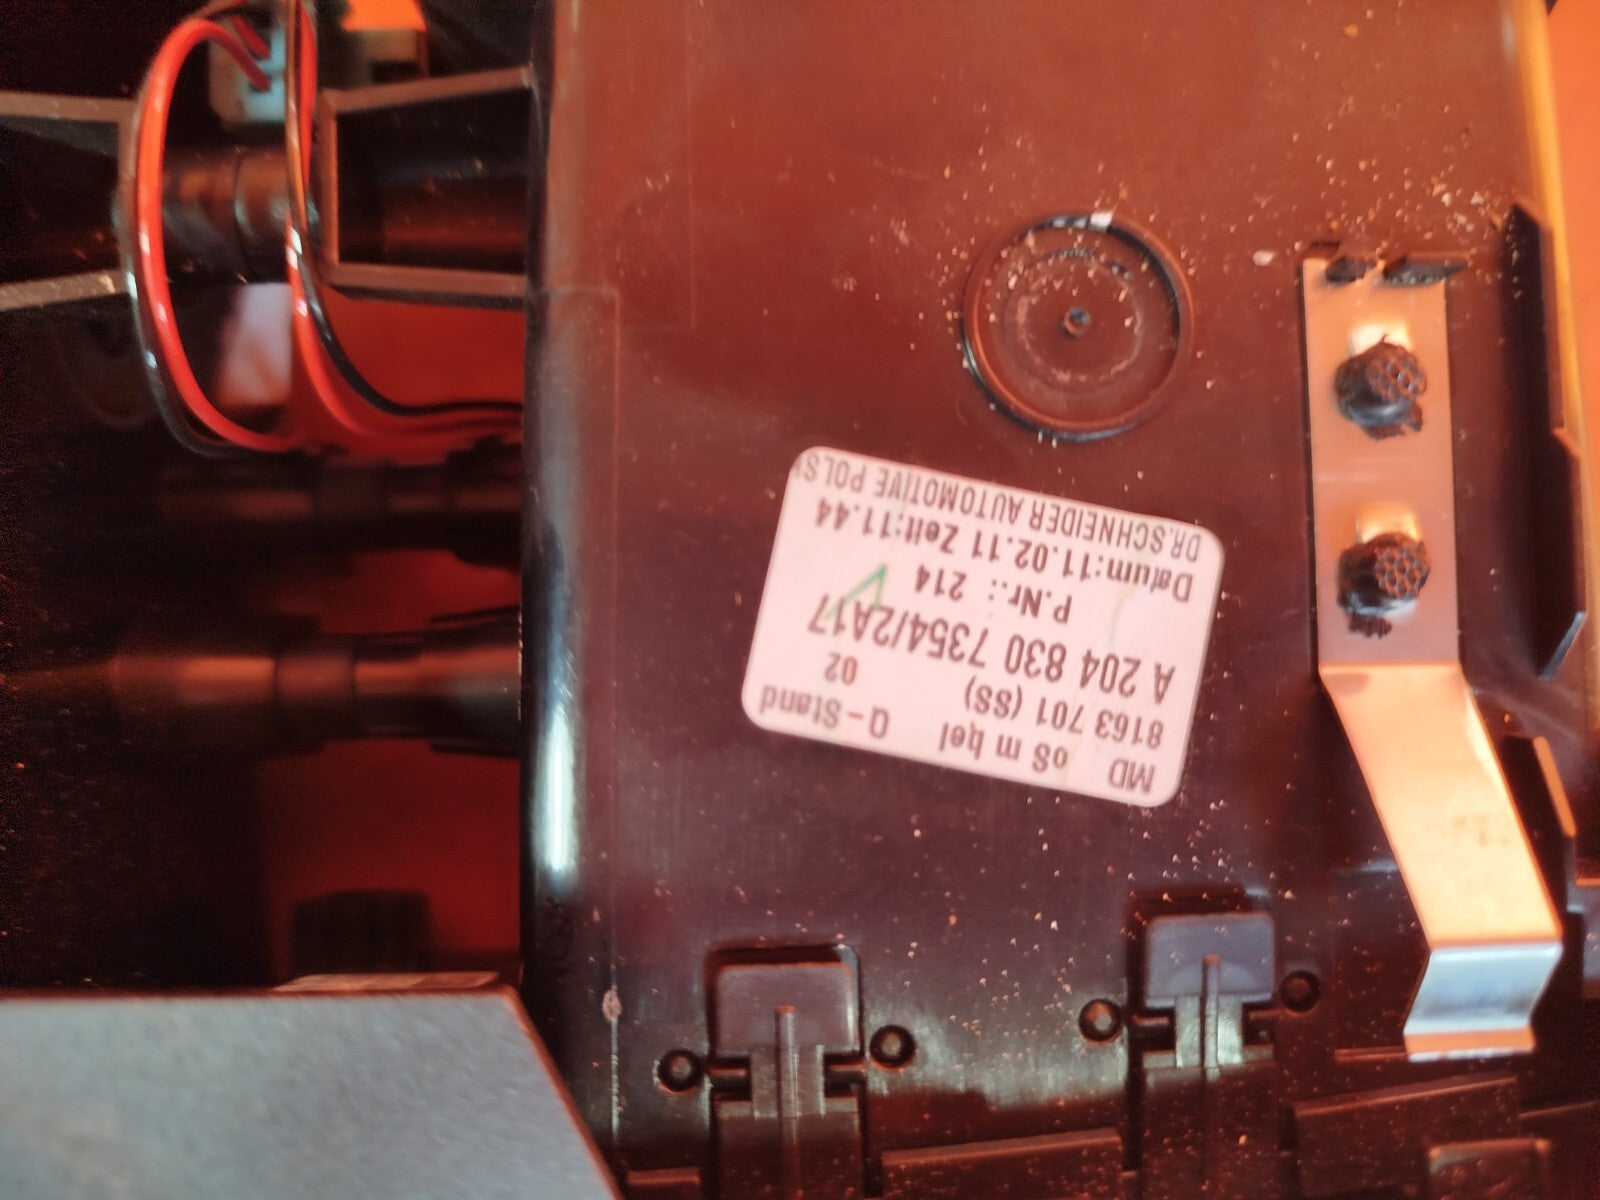 MD oS m bel Q-Stand
8163 701 (SS) 02
A 204 830 7354/2A17
P.Nr.: 214
Datum:11.02.11 Zeit:11.44
DR.SCHNEIDER AUTOMOTIVE POLS